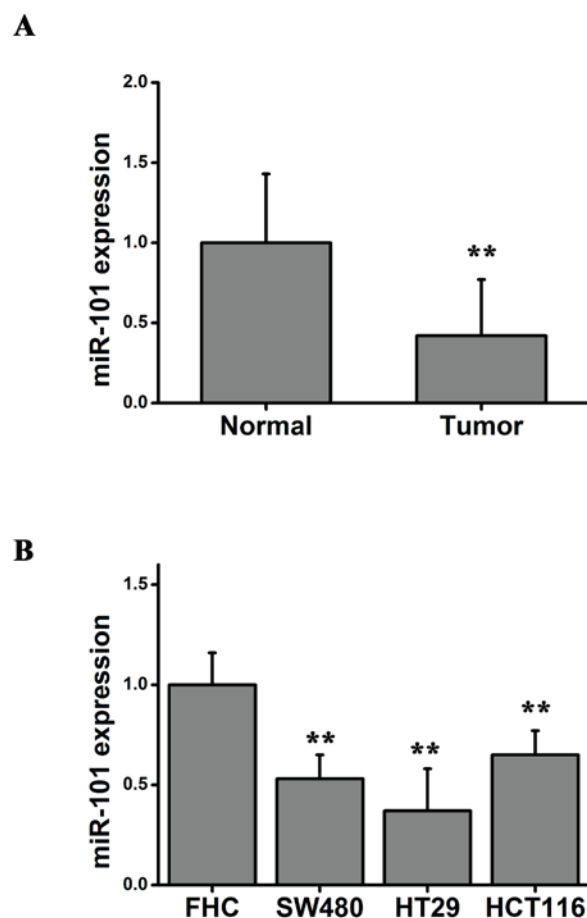 A
miR-101 expression
2.0
1.5
1.0
0.5
0.0
**
Normal Tumor
B
miR-101 expression
1.5
1.0
0.5
0.0
** ** **
FHC SW480 HT29 HCT116